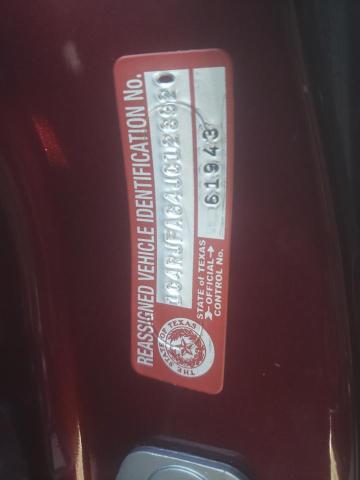 REASSIGNED VEHICLE IDENTIFICATION No.
STATE of TEXAS
OFFICIAL
CONTROL No.
61943
THE STATE OF TEXAS